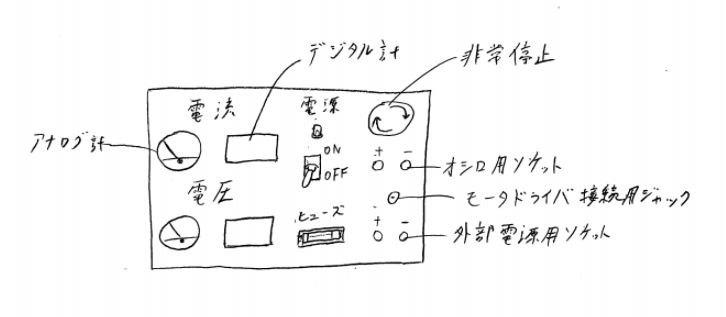 デジタル計
非常停止
電流
電源
アナログ計
ON
OFF
+ -
オシロ用ソケット
電圧
モータドライバ接続用ジャック
ヒューズ
+ -
外部電源用ソケット